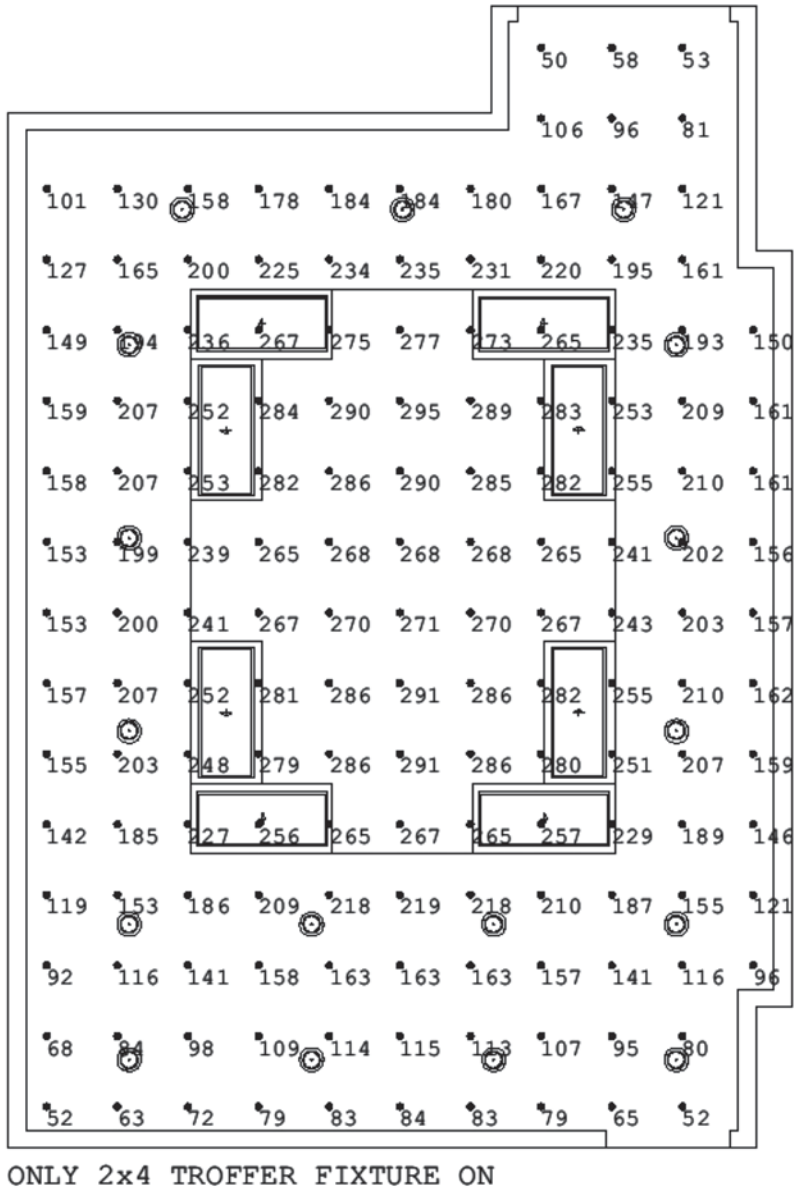 50 58 53
106 96 81
101 130 158 178 184 184 180 167 147 121
127 165 200 225 234 235 231 220 195 161
149 194 236 267 275 277 273 265 235 193 150
159 207 252 284 290 295 289 283 253 209 161
158 207 253 282 286 290 285 282 255 210 161
153 199 239 265 268 268 268 265 241 202 156
153 200 241 267 270 271 270 267 243 203 157
157 207 252 281 286 291 286 282 255 210 162
155 203 248 279 286 291 286 280 251 207 159
142 185 227 256 265 267 265 257 229 189 146
119 153 186 209 218 219 218 210 187 155 121
92 116 141 158 163 163 163 157 141 116 96
68 84 98 109 114 115 113 107 95 80
52 63 72 79 83 84 83 79 65 52
ONLY 2x4 TROFFER FIXTURE ON